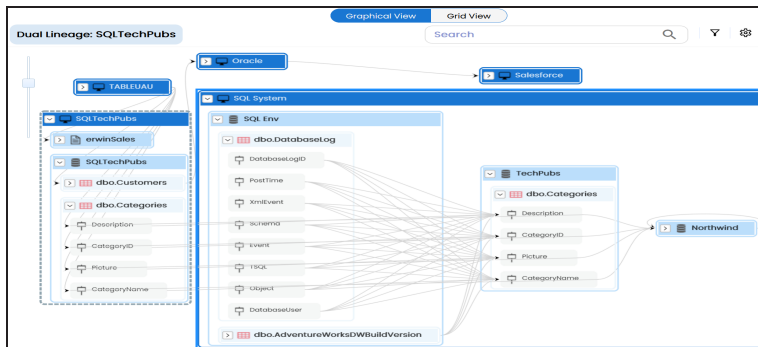 Graphical View
Grid View
Dual Lineage: SQLTechPubs
Search
Oracle
Salesforce
TABLEUAU
SQL System
SQLTechPubs
SQL Env
erwinSales
dbo.DatabaseLog
SQLTechPubs
DatabaseLogID
TechPubs
dbo.Customers
PostTime
dbo.Categories
dbo.Categories
XmlEvent
Description
Description
Schema
CategoryID
Northwind
CategoryID
Event
Picture
Picture
TSQL
CategoryName
CategoryName
Object
DatabaseUser
dbo.AdventureWorksDWBuildVersion